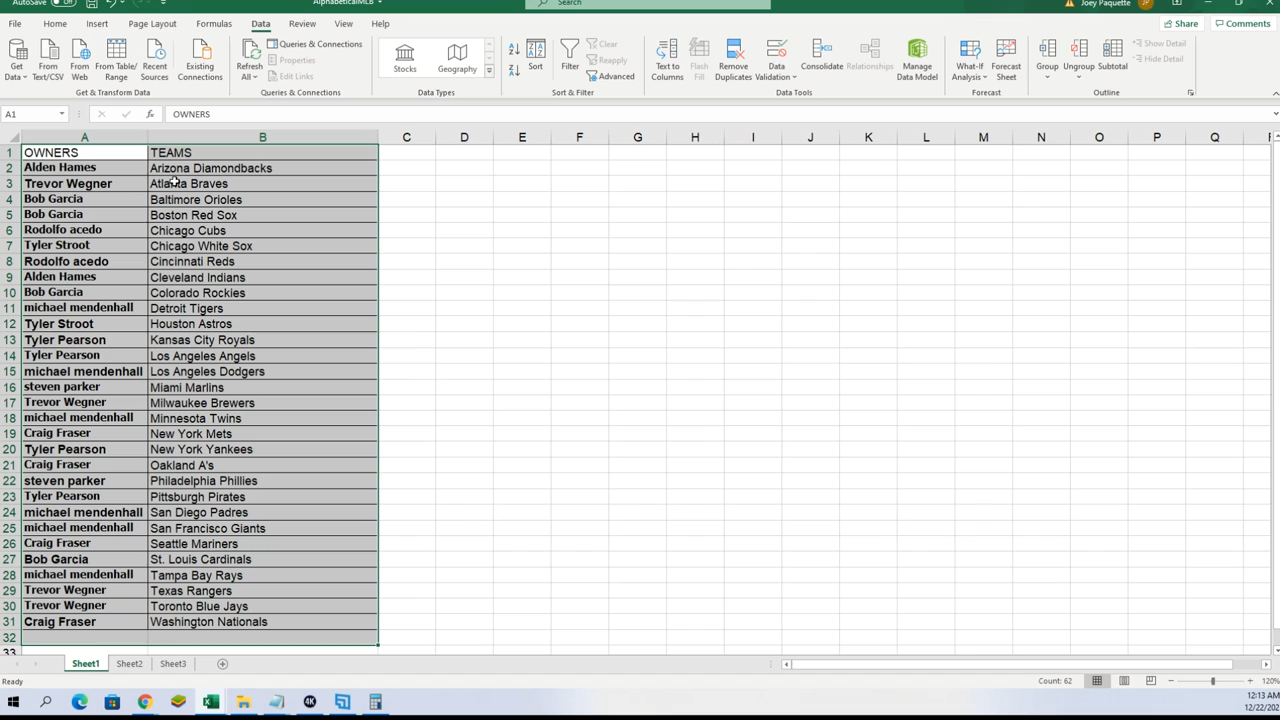 AutoSave Off AlphabeticalMLB Search Joey Paquette JP
File Home Insert Page Layout Formulas Data Review View Help Share Comments
Get Data From Text/CSV From Web From Table/ Range Recent Sources Existing Connections Refresh All Queries & Connections Properties Edit Links Stocks Geography Sort Filter Clear Reapply Advanced Text to Columns Flash Fill Remove Duplicates Data Validation Consolidate Relationships Manage Data Model What-If Analysis Forecast Sheet Group Ungroup Subtotal Show Detail Hide Detail
Get & Transform Data Queries & Connections Data Types Sort & Filter Data Tools Forecast Outline
A1 fx OWNERS
A B C D E F G H I J K L M N O P Q
1 OWNERS TEAMS
2 Alden Hames Arizona Diamondbacks
3 Trevor Wegner Atlanta Braves
4 Bob Garcia Baltimore Orioles
5 Bob Garcia Boston Red Sox
6 Rodolfo acedo Chicago Cubs
7 Tyler Stroot Chicago White Sox
8 Rodolfo acedo Cincinnati Reds
9 Alden Hames Cleveland Indians
10 Bob Garcia Colorado Rockies
11 michael mendenhall Detroit Tigers
12 Tyler Stroot Houston Astros
13 Tyler Pearson Kansas City Royals
14 Tyler Pearson Los Angeles Angels
15 michael mendenhall Los Angeles Dodgers
16 steven parker Miami Marlins
17 Trevor Wegner Milwaukee Brewers
18 michael mendenhall Minnesota Twins
19 Craig Fraser New York Mets
20 Tyler Pearson New York Yankees
21 Craig Fraser Oakland A's
22 steven parker Philadelphia Phillies
23 Tyler Pearson Pittsburgh Pirates
24 michael mendenhall San Diego Padres
25 michael mendenhall San Francisco Giants
26 Craig Fraser Seattle Mariners
27 Bob Garcia St. Louis Cardinals
28 michael mendenhall Tampa Bay Rays
29 Trevor Wegner Texas Rangers
30 Trevor Wegner Toronto Blue Jays
31 Craig Fraser Washington Nationals
32
33
Sheet1 Sheet2 Sheet3
Ready Count: 62 120%
4K 12:13 AM
12/22/202